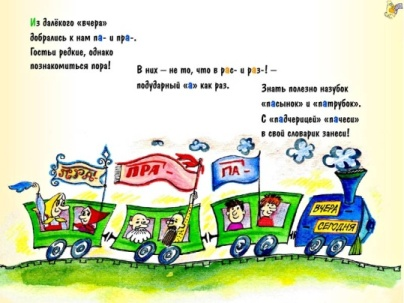 Из далёкого «вчера»
добрались к нам па- и пра-.
Гостьи редкие, однако
познакомиться пора!
В них – не то, что в рас- и раз-! –
подударный «а» как раз.
Знать полезно назубок
«пасынок» и «патрубок».
С «падчерицей» «пачеси»
в свой словарик занеси!
ПРА-
ПРА-
ПА-
ВЧЕРА
СЕГОДНЯ